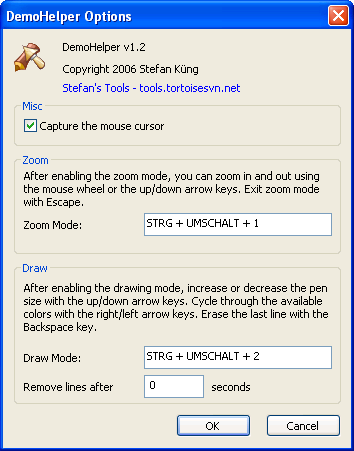 DemoHelper Options
DemoHelper v1.2
Copyright 2006 Stefan Küng
Stefan's Tools - tools.tortoisesvn.net
Misc
Capture the mouse cursor
Zoom
After enabling the zoom mode, you can zoom in and out using
the mouse wheel or the up/down arrow keys. Exit zoom mode
with Escape.
Zoom Mode: STRG + UMSCHALT + 1
Draw
After enabling the drawing mode, increase or decrease the pen
size with the up/down arrow keys. Cycle through the available
colors with the right/left arrow keys. Erase the last line with the
Backspace key.
Draw Mode: STRG + UMSCHALT + 2
Remove lines after 0 seconds
OK Cancel